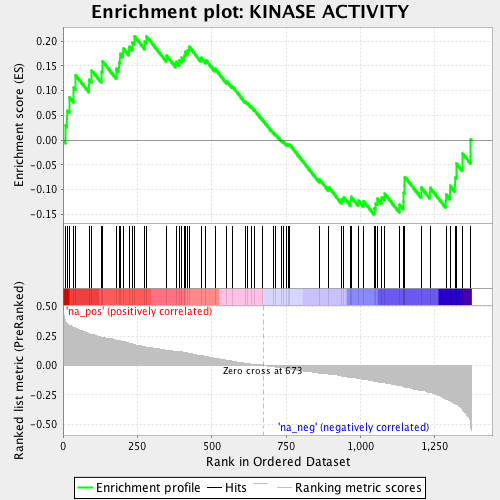 Enrichment plot: KINASE ACTIVITY
Enrichment score (ES)
0.20
0.15
0.10
0.05
0.00
-0.05
-0.10
-0.15
'na_pos' (positively correlated)
0.50
0.25
0.00
-0.25
-0.50
Ranked list metric (PreRanked)
Zero cross at 673
'na_neg' (negatively correlated)
0
250
500
750
1,000
1,250
Rank in Ordered Dataset
Enrichment profile
Hits
Ranking metric scores